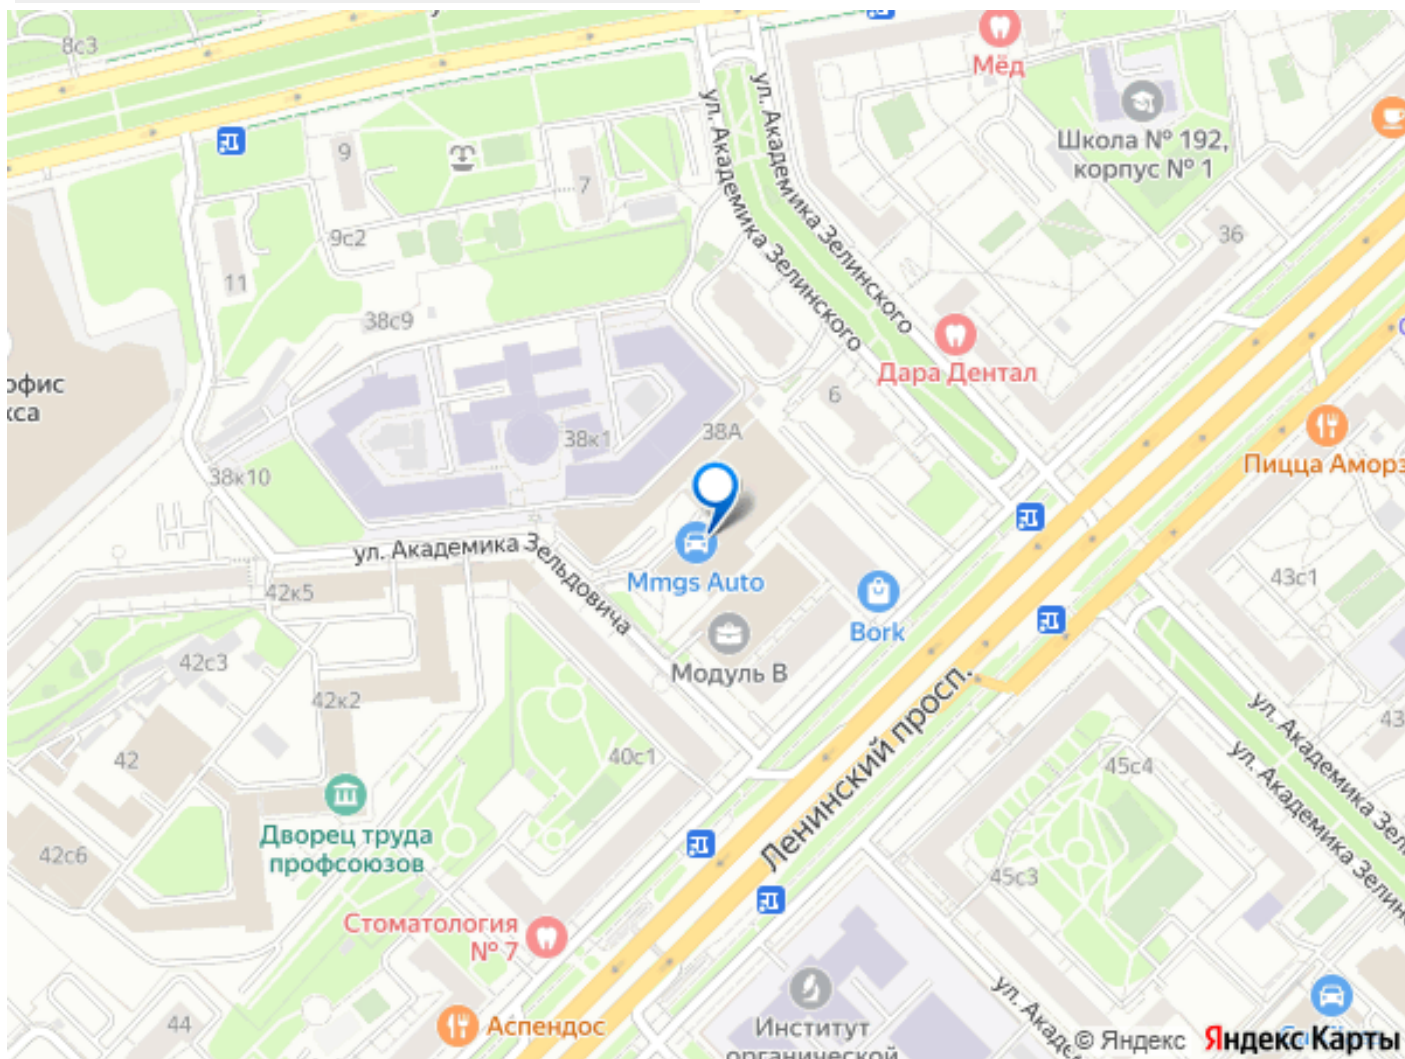 8с3
Мёд
Школа № 192,
корпус № 1
9
7
ул. Академика Зелинского
ул. Академика Зелинского
9с2
36
11
38с9
Дара Дентал
офис
6
38А
38к1
Пицца
38к10
ул. Академика Зельдовича
Mmgs Auto
42к5
43с1
Bork
Модуль В
42с3
42к2
Ленинский просп.
ул. Академика
ул. Академика
43
42
40с1
45с4
Дворец труда
профсоюзов
42с6
45с3
Стоматология
№ 7
44
Аспендос
Институт
органической
© Яндекс
Яндекс Карты